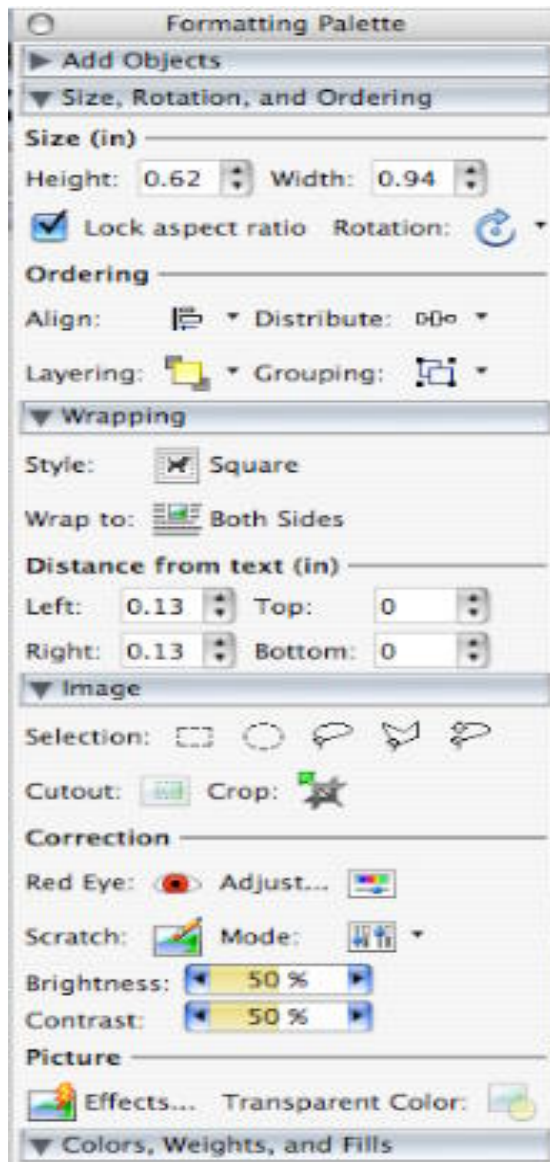 Formatting Palette
Add Objects
Size, Rotation, and Ordering
Size (in)
Height: 0.62 Width: 0.94
Lock aspect ratio Rotation:
Ordering
Align: Distribute:
Layering: Grouping:
Wrapping
Style: Square
Wrap to: Both Sides
Distance from text (in)
Left: 0.13 Top: 0
Right: 0.13 Bottom: 0
Image
Selection:
Cutout: Crop:
Correction
Red Eye: Adjust...
Scratch: Mode:
Brightness: 50 %
Contrast: 50 %
Picture
Effects... Transparent Color:
Colors, Weights, and Fills